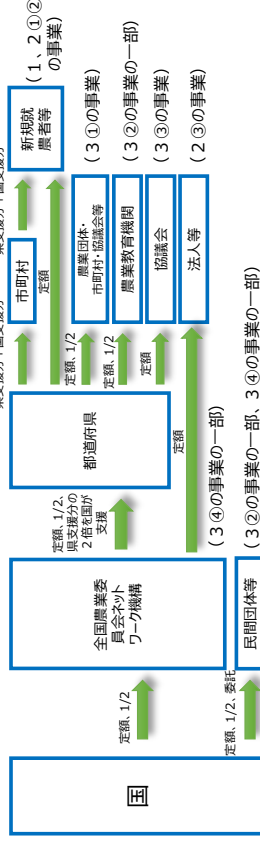 国
定額、1/2
定額、1/2、委託
全国農業委
員会ネット
ワーク機構
民間団体等
（３④の事業の一部）
（３②の事業の一部、３④の事業の一部）
定額、1/2、
県支援分の
２倍を国が
支援
定額
都道府県
定額、1/2
定額、1/2
定額
市町村
定額
新規就
農者等
（１、２①②
の事業）
農業団体・
市町村・協議会等
（３①の事業）
農業教育機関
（３②の事業の一部）
協議会
（３③の事業）
法人等
（２③の事業）